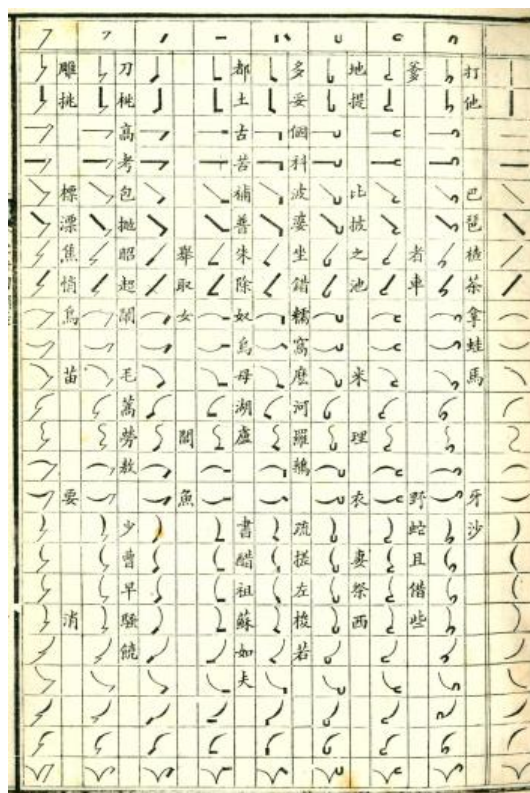 打他巴琶楂茶拿蛙馬牙沙
爹者車野蛇且借些
地提比披之池米理衣妻祭西
多妥個科波婆坐錯糯窩麼河羅鵝疏搓左梭若
都土古苦補普朱除奴烏母湖盧書醋祖蘇如夫
舉取女魚
刀桃高考包拋昭超鬧毛勞敖少曹早騷饒
雕挑標漂焦悄鳥苗要消